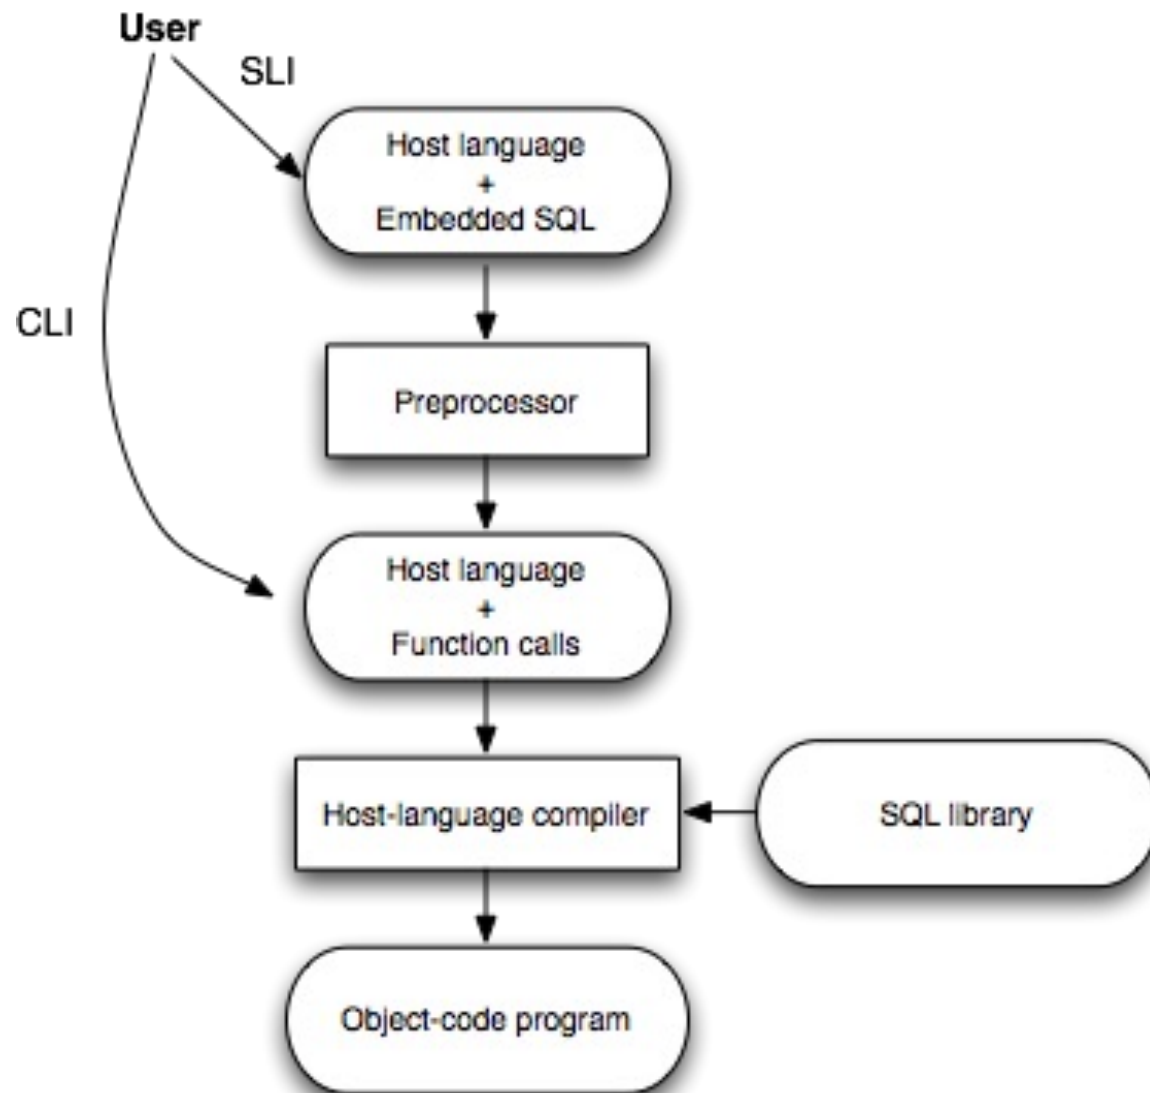 User
SLI
Host language
+
Embedded SQL
CLI
Preprocessor
Host language
+
Function calls
Host-language compiler
SQL library
Object-code program